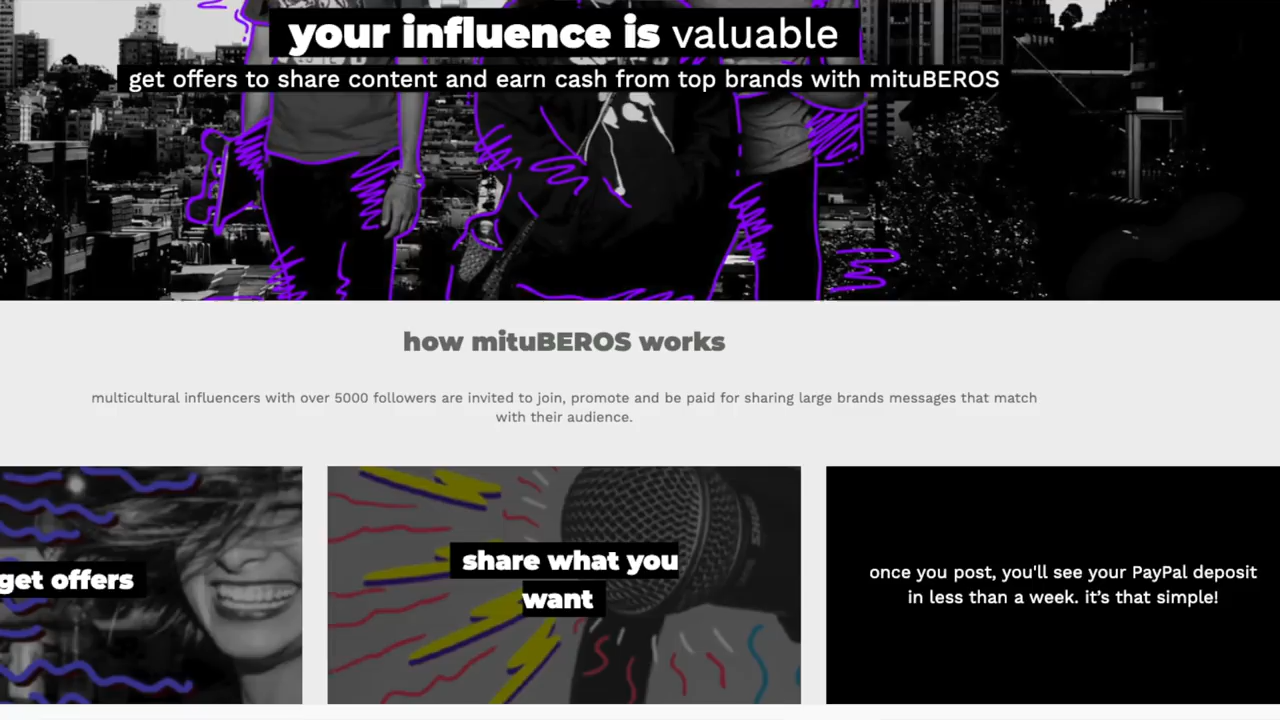 your influence is valuable
get offers to share content and earn cash from top brands with mituBEROS
how mituBEROS works
multicultural influencers with over 5000 followers are invited to join, promote and be paid for sharing large brands messages that match
with their audience.
get offers
share what you
want
once you post, you'll see your PayPal deposit
in less than a week. it’s that simple!